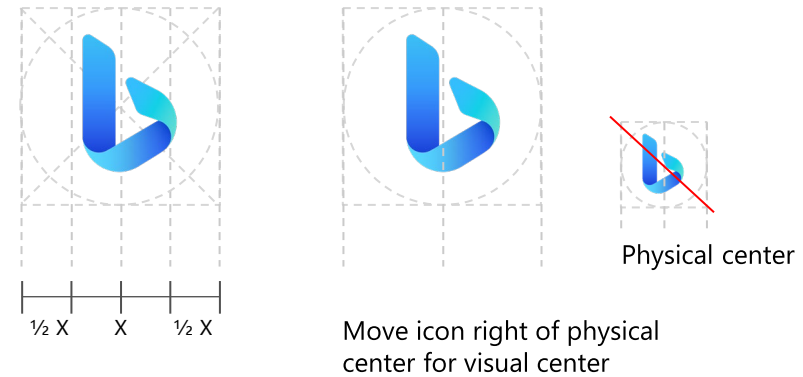 ½ X X ½ X
Move icon right of physical
center for visual center
Physical center